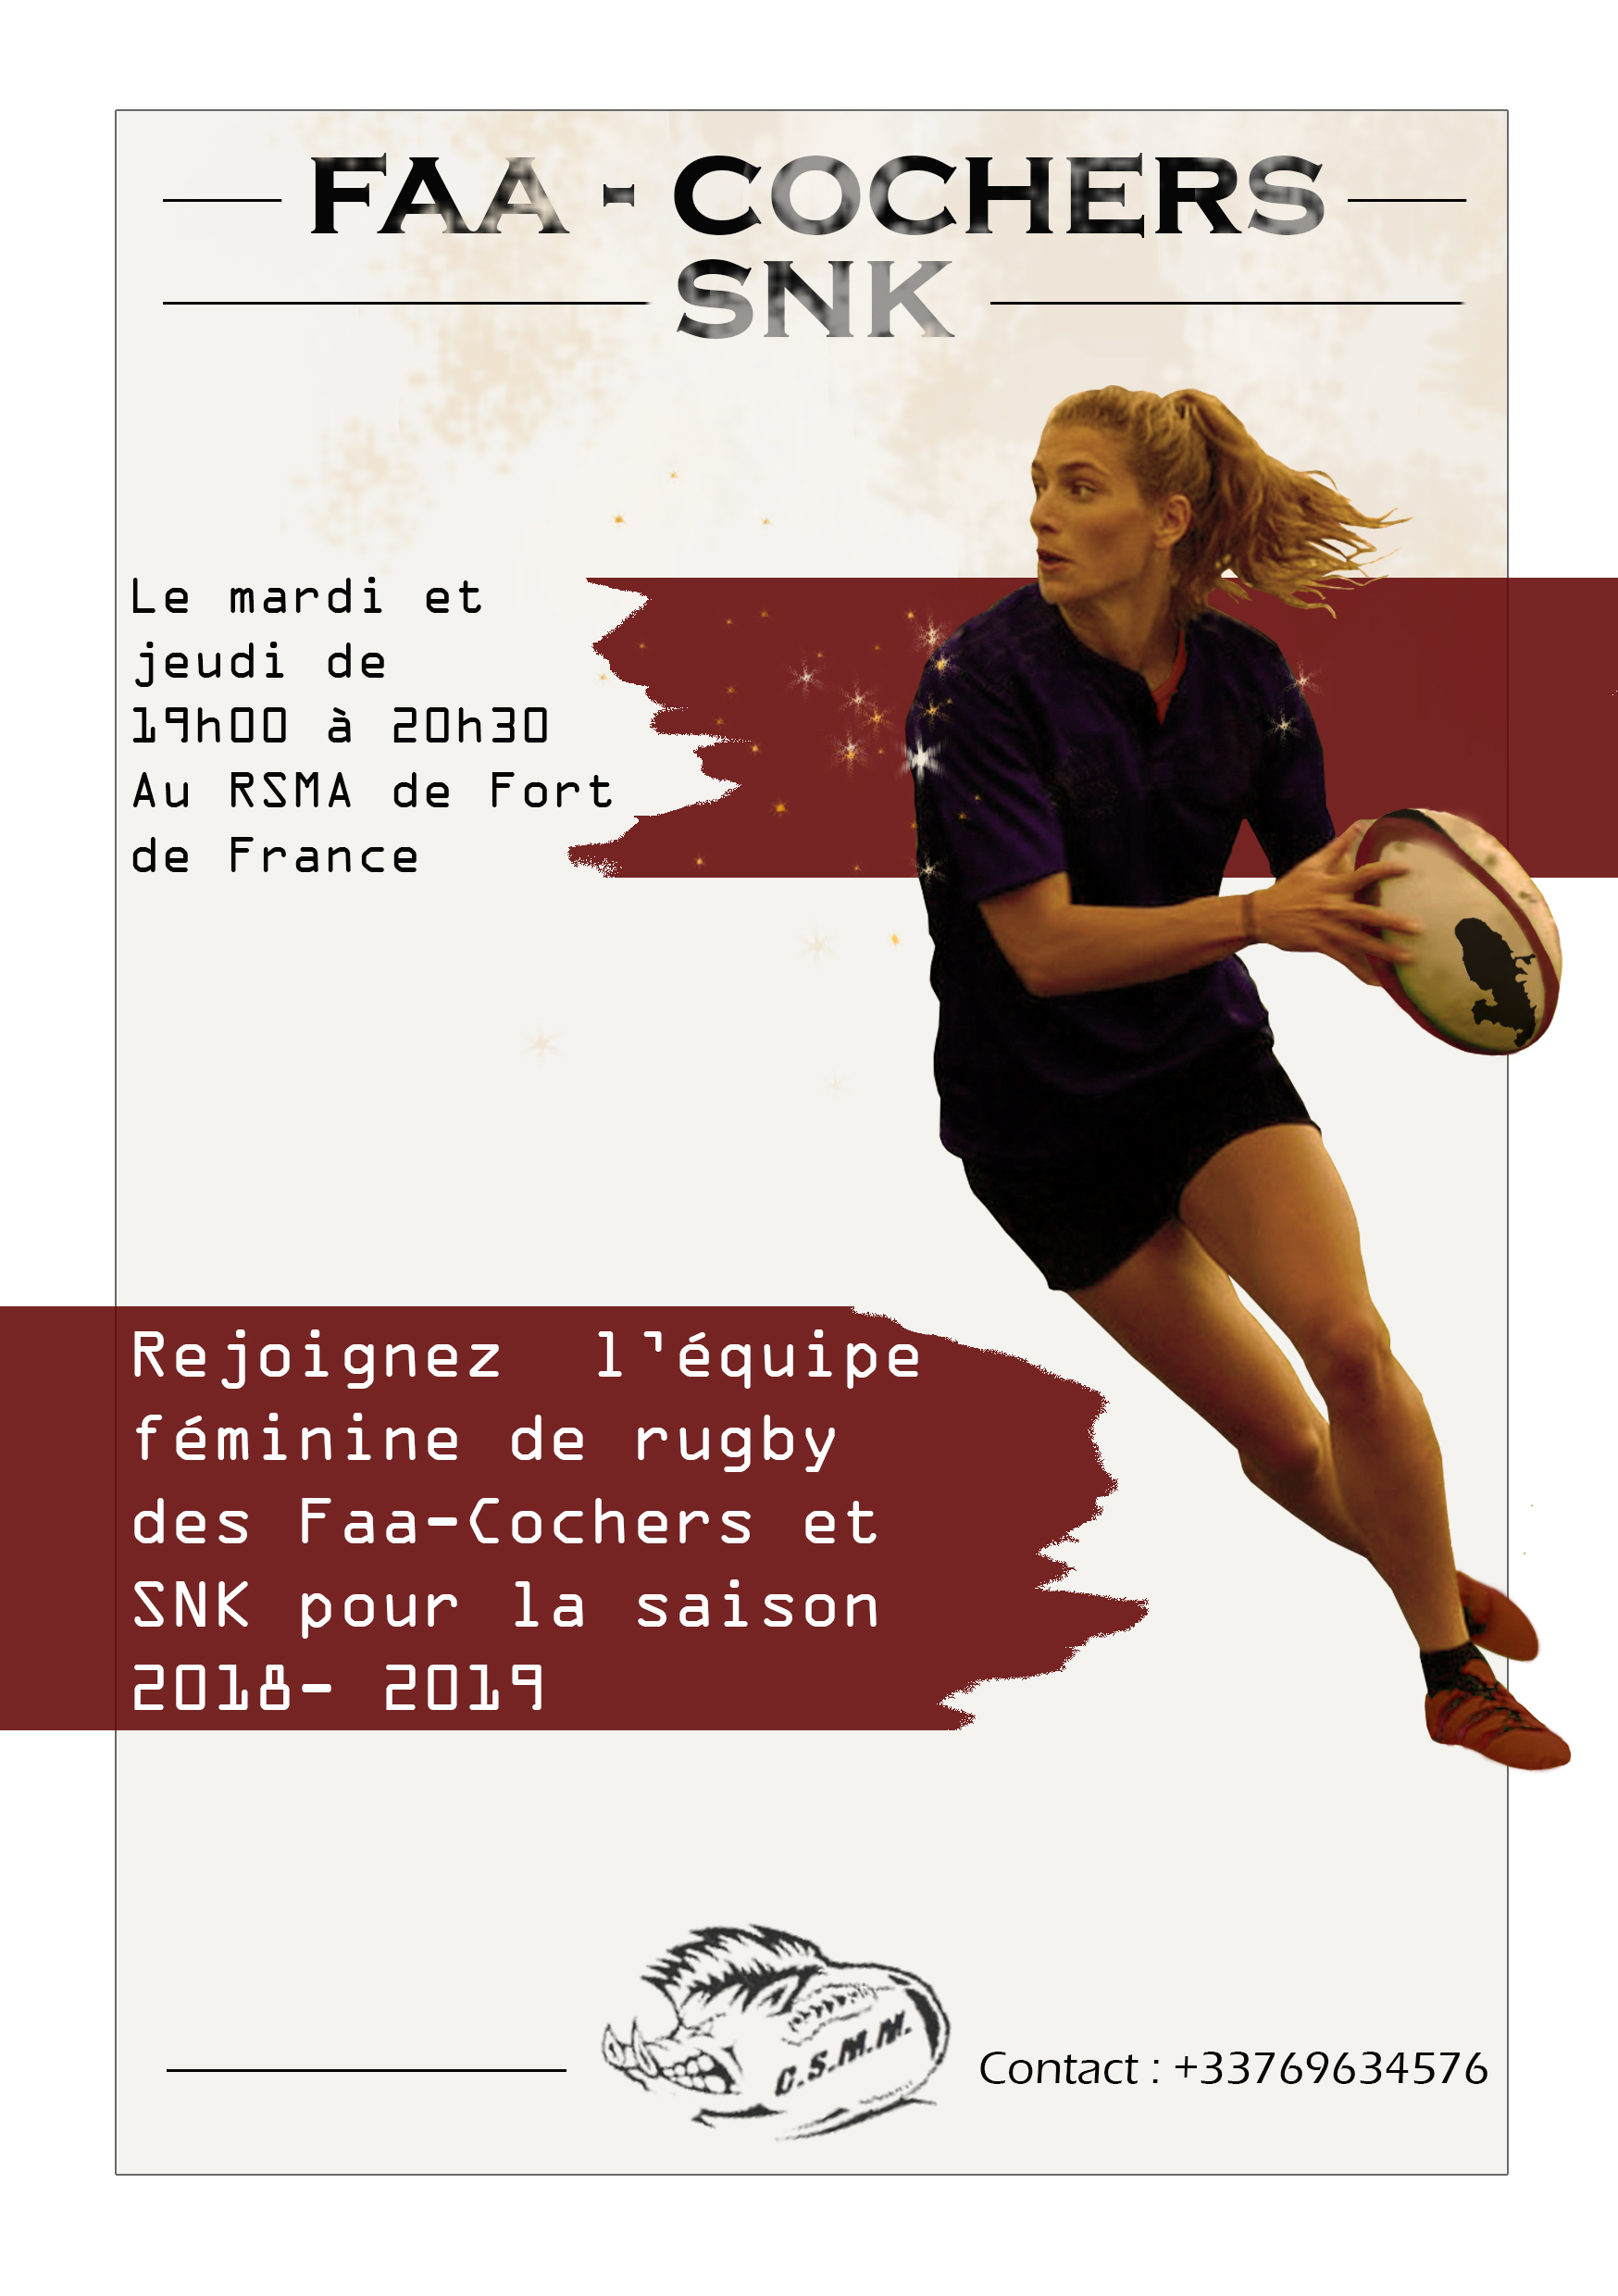 FAA - COCHERS
SNK
Le mardi et
jeudi de
19h00 à 20h30
Au RSMA de Fort
de France
Rejoignez l'équipe
féminine de rugby
des Faa-Cochers et
SNK pour la saison
2018- 2019
C.S.M.M.
Contact : +33769634576